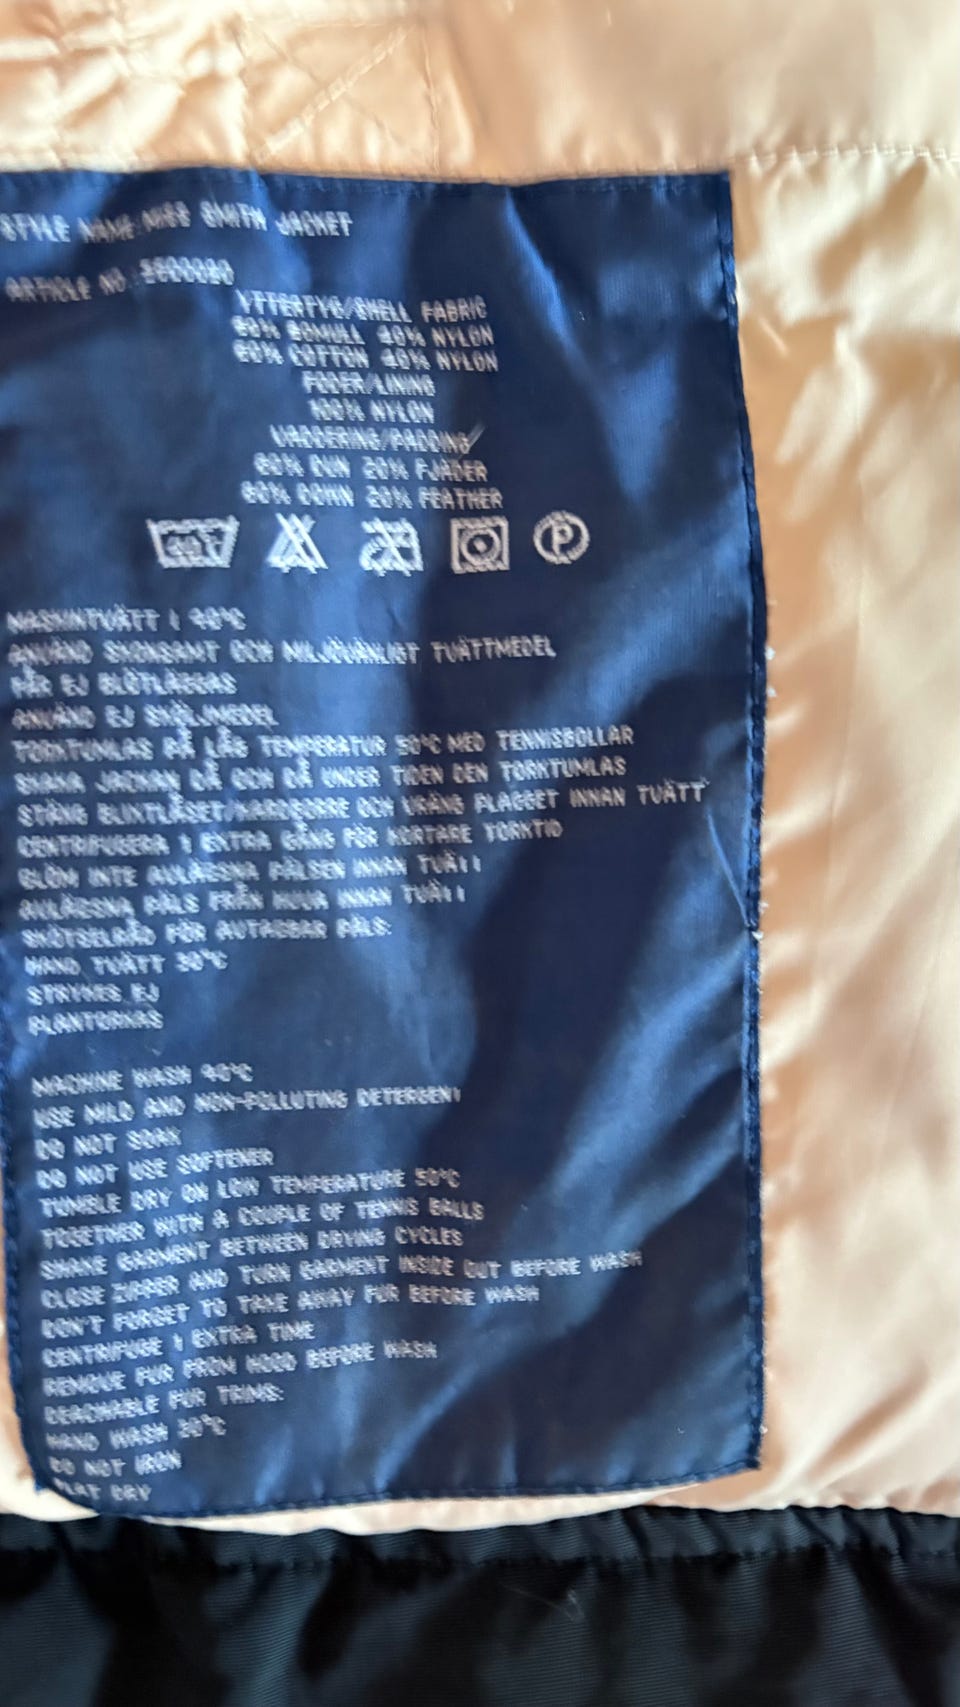 STYLE NAME: MISS SMITH JACKET
ARTICLE NO.:
YTTERTYG/SHELL FABRIC
60% BOMULL 40% NYLON
60% COTTON 40% NYLON
FODER/LINING
100% NYLON
VADDERING/PADDING
80% DUN 20% FJÄDER
80% DOWN 20% FEATHER
40°
P
MASKINTVÄTT I 40°C
ANVÄND SKONSAMT OCH MILJÖVÄNLIGT TVÄTTMEDEL
FÅR EJ BLÖTLÄGGAS
ANVÄND EJ SKÖLJMEDEL
TORKTUMLAS PÅ LÅG TEMPERATUR 50°C MED TENNISBOLLAR
SKAKA JACKAN DÅ OCH DÅ UNDER TIDEN DEN TORKTUMLAS
STÄNG BLIXTLÅSET/KARDBORRE OCH VRÄNG PLAGGET INNAN TVÄTT
CENTRIFUGERA 1 EXTRA GÅNG FÖR KORTARE TORKTID
GLÖM INTE AVLÄGSNA PÄLSEN INNAN TVÄTT
AVLÄGSNA PÄLS FRÅN HUVA INNAN TVÄTT
SKÖTSELRÅD FÖR AVTAGBAR PÄLS:
HAND TVÄTT 30°C
STRYKES EJ
PLANTORKAS
MACHINE WASH 40°C
USE MILD AND NON-POLLUTING DETERGENT
DO NOT SOAK
DO NOT USE SOFTENER
TUMBLE DRY ON LOW TEMPERATURE 50°C
TOGETHER WITH A COUPLE OF TENNIS BALLS
SHAKE GARMENT BETWEEN DRYING CYCLES
CLOSE ZIPPER AND TURN GARMENT INSIDE OUT BEFORE WASH
DON'T FORGET TO TAKE AWAY FUR BEFORE WASH
CENTRIFUGE 1 EXTRA TIME
REMOVE FUR FROM HOOD BEFORE WASH
DEACHABLE FUR TRIMS:
HAND WASH 30°C
DO NOT IRON
FLAT DRY